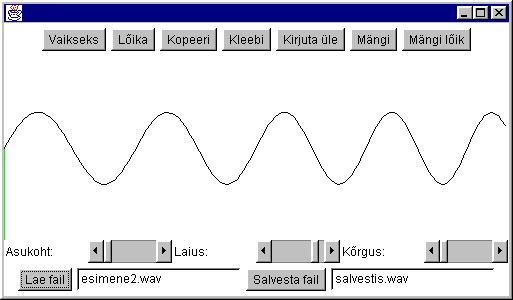 Vaikseks Lõika Kopeeri Kleebi Kirjuta üle Mängi Mängi lõik
Asukoht: Laius: Kõrgus:
Lae fail esimene2.wav Salvesta fail salvestis.wav